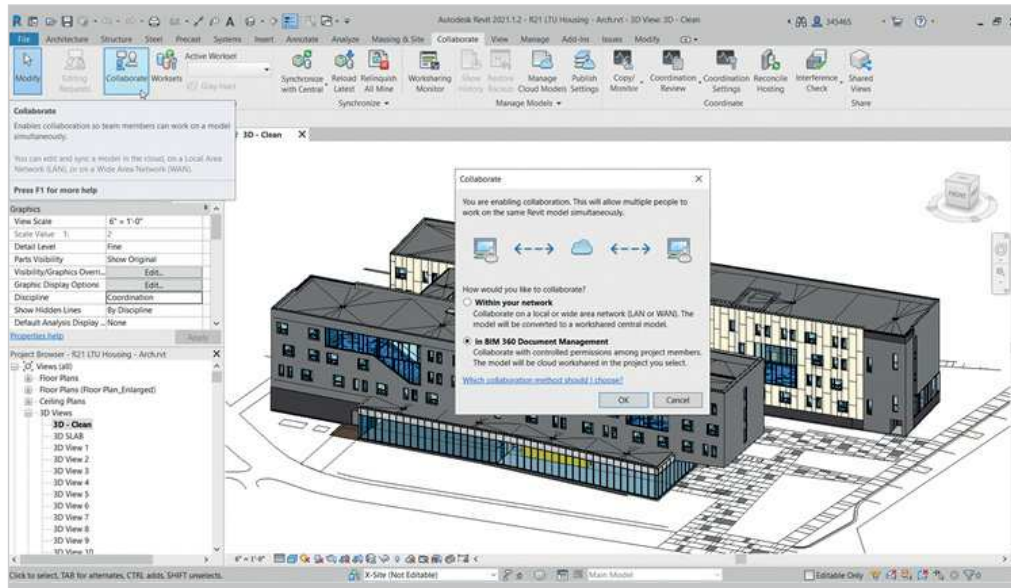 Autodesk Revit 2021.1.2 - R21 LTU Housing - Arch.rvt - 3D View: 3D - Clean
345465
File Architecture Structure Steel Precast Systems Insert Annotate Analyze Massing & Site Collaborate View Manage Add-Ins Issues Modify
Modify
Editing Requests
Collaborate
Worksets
Active Workset:
Gray Inact
Synchronize with Central
Reload Latest
Relinquish All Mine
Worksharing Monitor
Show History
Restore Backup
Manage Cloud Models
Publish Settings
Copy/ Monitor
Coordination Review
Coordination Settings
Reconcile Hosting
Interference Check
Shared Views
Synchronize
Manage Models
Coordinate
Share
Collaborate
Enables collaboration so team members can work on a model
simultaneously.
You can edit and sync a model in the cloud, on a Local Area
Network (LAN), or on a Wide Area Network (WAN).
Press F1 for more help
3D - Clean X
Graphics
View Scale 6" = 1'-0"
Scale Value 1: 2
Detail Level Fine
Parts Visibility Show Original
Visibility/Graphics Overri... Edit...
Graphic Display Options Edit...
Discipline Coordination
Show Hidden Lines By Discipline
Default Analysis Display ... None
Properties help Apply
Project Browser - R21 LTU Housing - Arch.rvt X
Views (all)
Floor Plans
Floor Plans (Floor Plan_Enlarged)
Ceiling Plans
3D Views
3D - Clean
3D SLAB
3D View 1
3D View 2
3D View 3
3D View 4
3D View 5
3D View 6
3D View 7
3D View 8
3D View 9
3D View 10
Collaborate X
You are enabling collaboration. This will allow multiple people to
work on the same Revit model simultaneously.
How would you like to collaborate?
Within your network
Collaborate on a local or wide area network (LAN or WAN). The
model will be converted to a workshared central model.
In BIM 360 Document Management
Collaborate with controlled permissions among project members.
The model will be cloud workshared in the project you select.
Which collaboration method should I choose?
OK Cancel
FRONT
6" = 1'-0"
Click to select, TAB for alternates, CTRL adds, SHIFT unselects.
X-Site (Not Editable)
:0
Main Model
Editable Only
:0